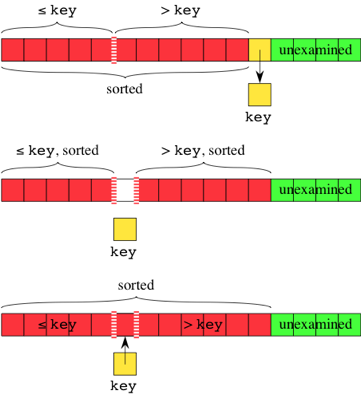 ≤ key > key
unexamined
sorted
key
≤ key, sorted > key, sorted
unexamined
key
sorted
≤ key > key unexamined
key